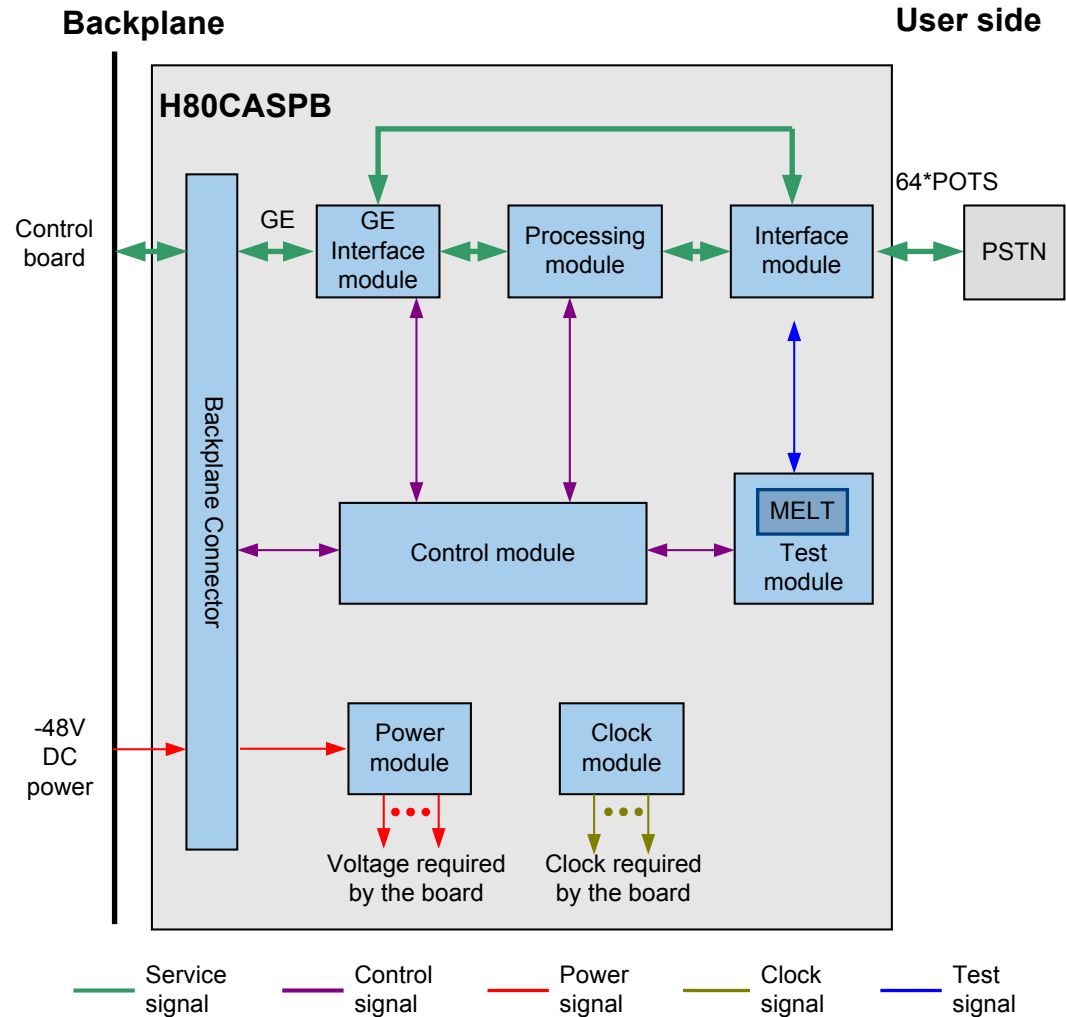 Backplane
User side
H80CASPB
64*POTS
Control
board
GE
GE
Interface
module
Processing
module
Interface
module
PSTN
Backplane Connector
Control module
MELT
Test
module
-48V
DC
power
Power
module
Clock
module
Voltage required
by the board
Clock required
by the board
Service
signal
Control
signal
Power
signal
Clock
signal
Test
signal